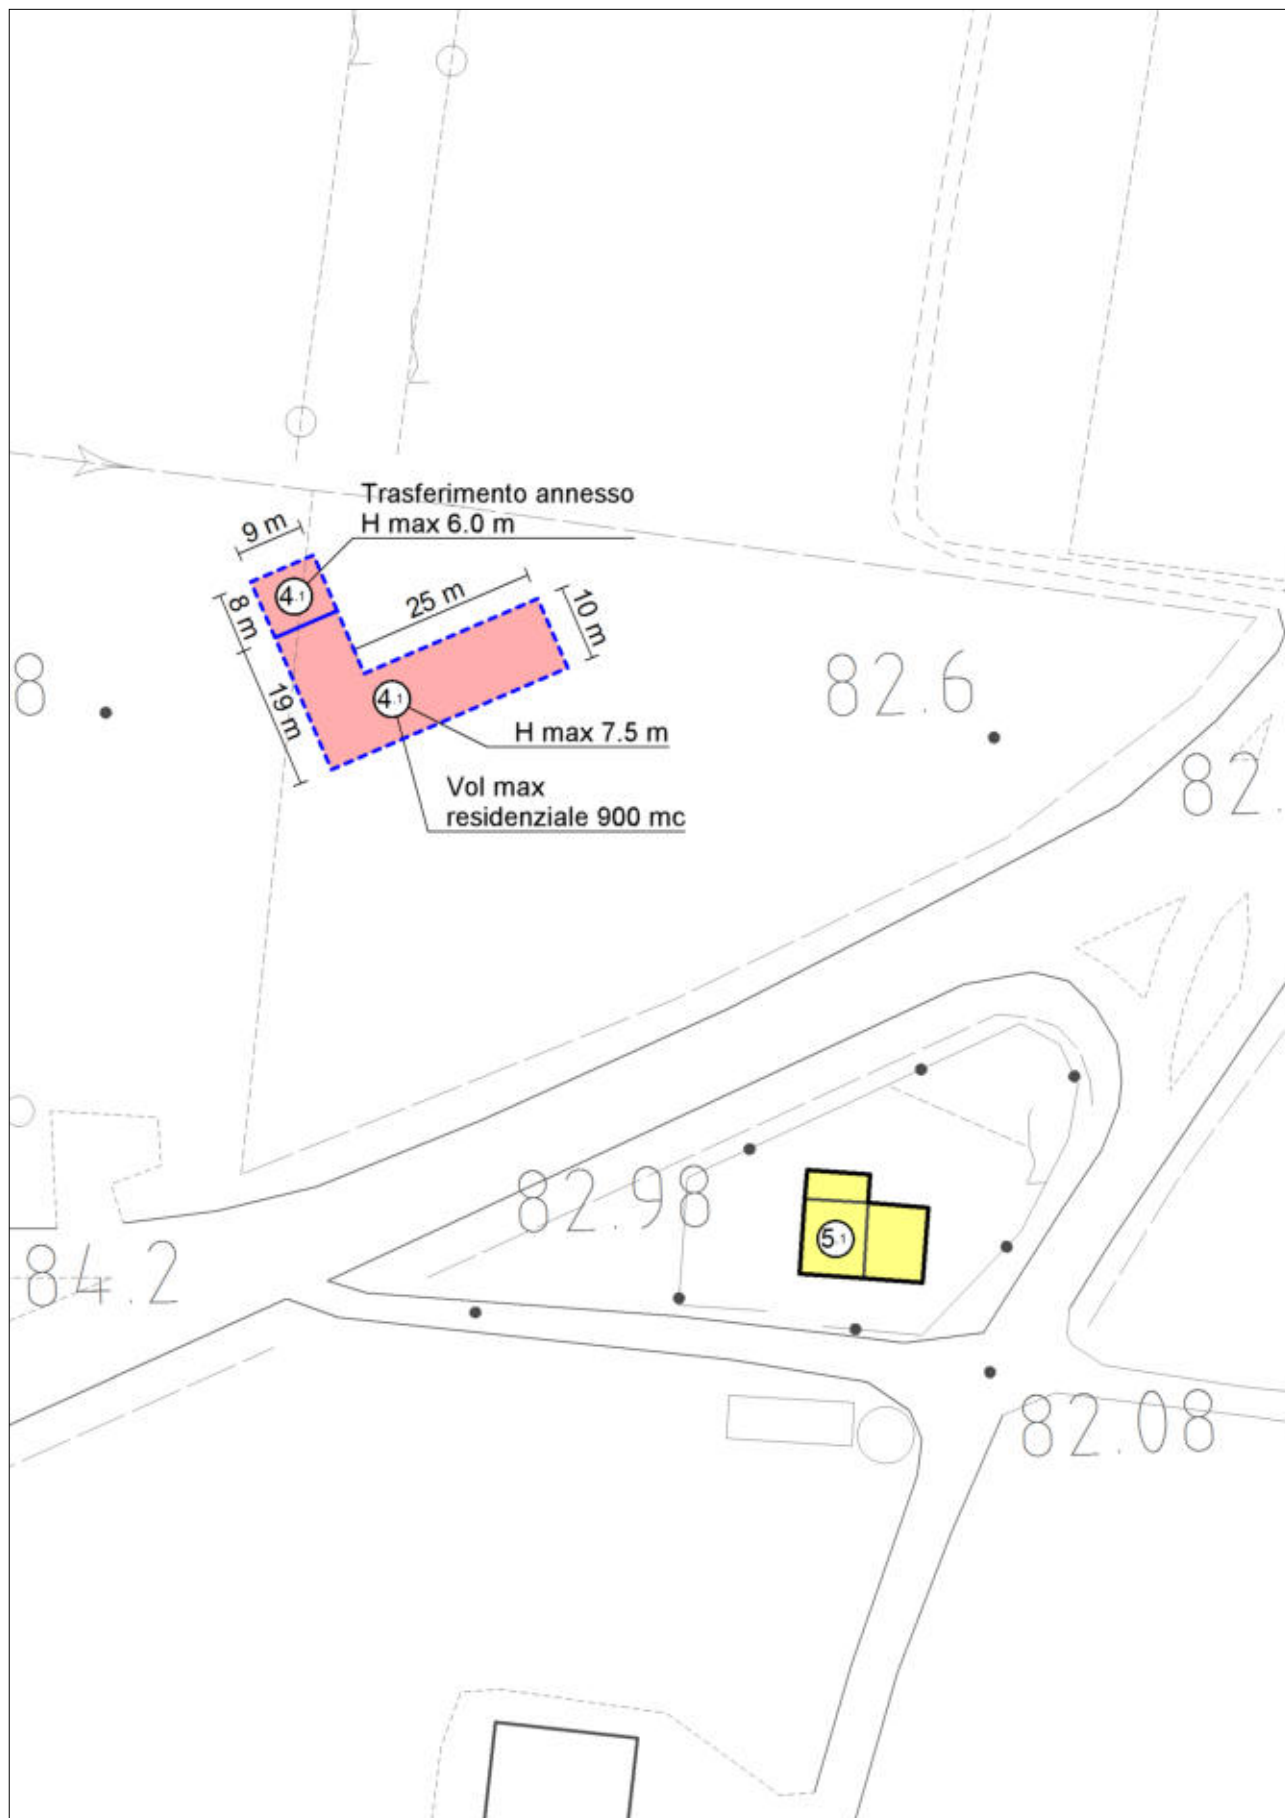 Trasferimento annesso
H max 6.0 m
9 m
4.1
25 m
10 m
8 m
8
82.6
4.1
19 m
H max 7.5 m
82.
Vol max
residenziale 900 mc
82.98
5.1
84.2
82.08